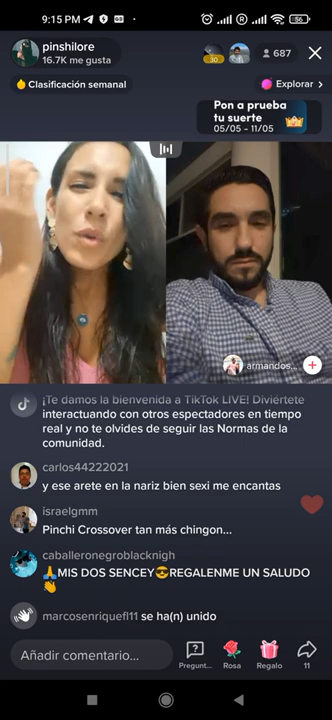 9:15 PM
56
pinshilore
16.7K me gusta
30
687
Clasificación semanal
Explorar
Pon a prueba
tu suerte
05/05 - 11/05
armandos...
¡Te damos la bienvenida a TikTok LIVE! Diviértete
interactuando con otros espectadores en tiempo
real y no te olvides de seguir las Normas de la
comunidad.
carlos44222021
y ese arete en la nariz bien sexi me encantas
israelgmm
Pinchi Crossover tan más chingon...
caballeronegroblacknigh
🙏MIS DOS SENCEY😎REGALENME UN SALUDO
👏
marcosenriquefl11 se ha(n) unido
Añadir comentario...
Pregunt...
Rosa
Regalo
11